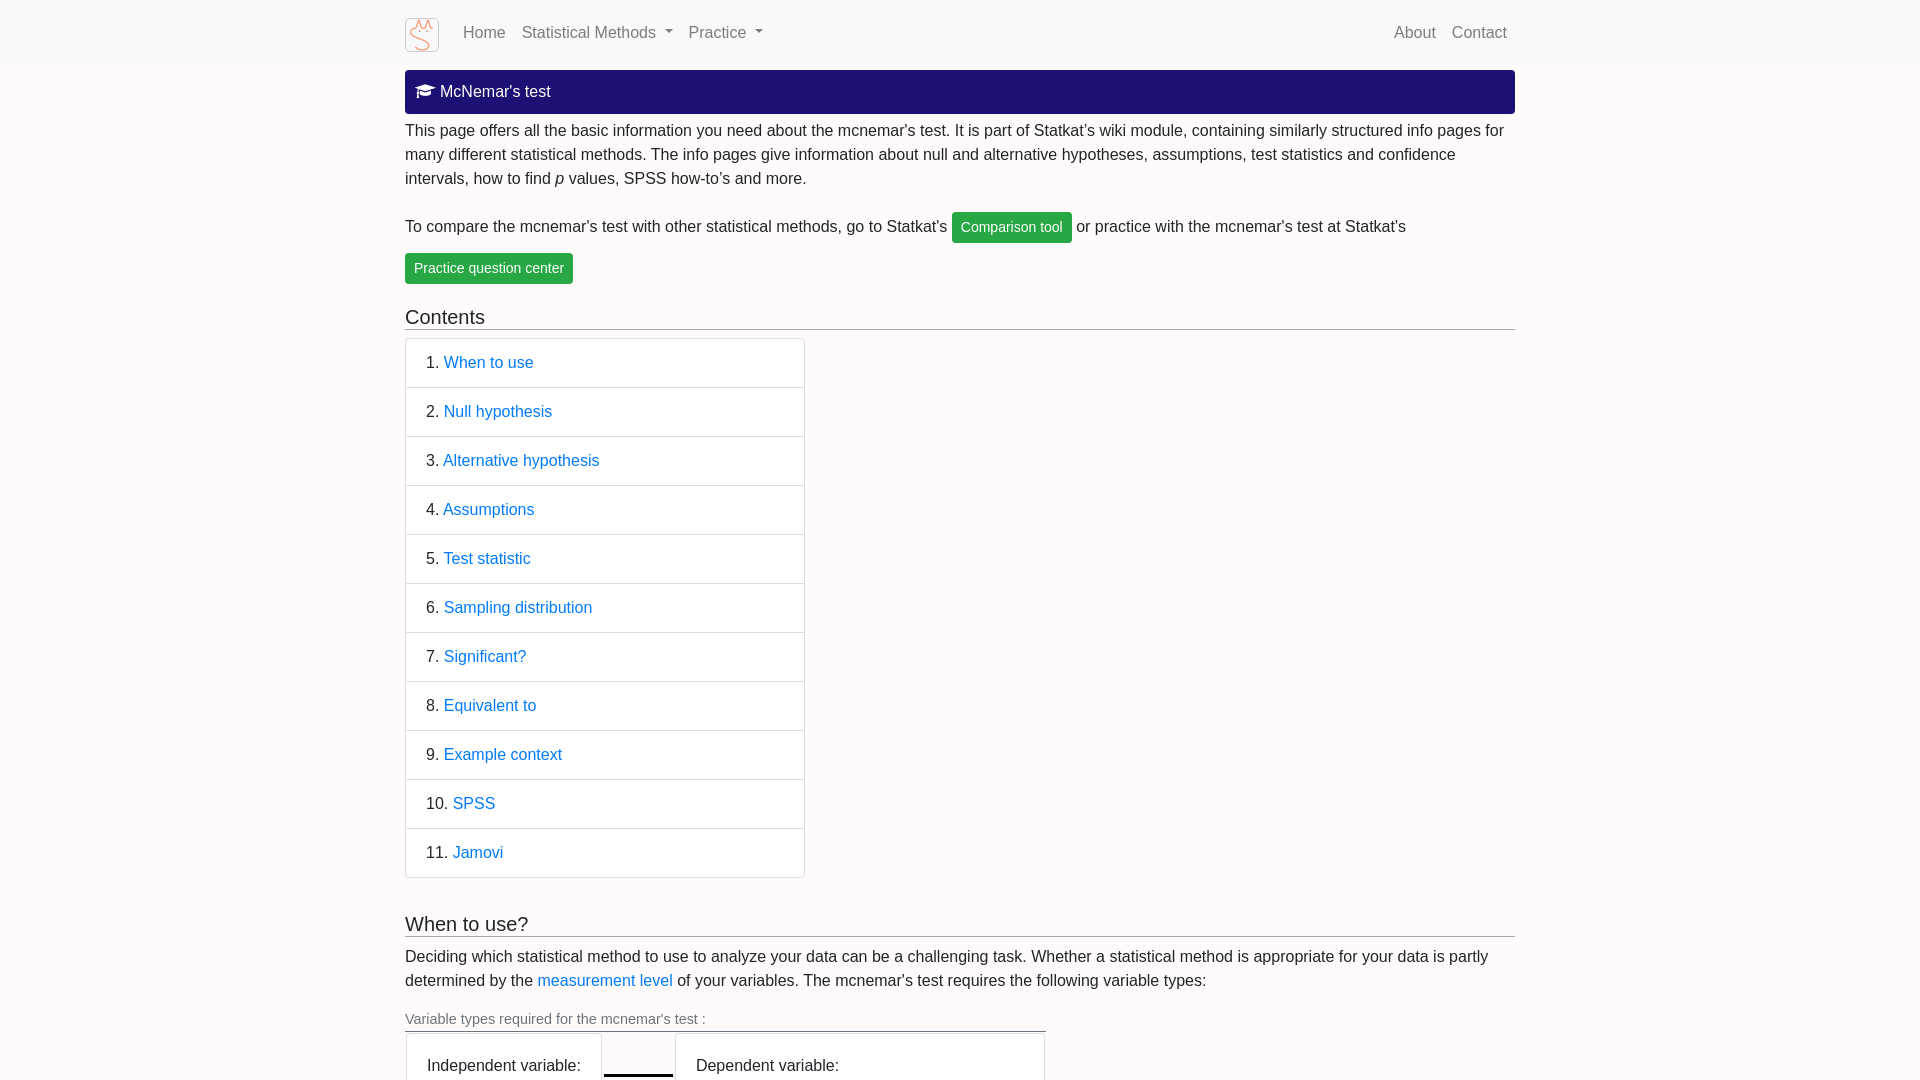 Home Statistical Methods Practice About Contact
McNemar's test
This page offers all the basic information you need about the mcnemar's test. It is part of Statkat’s wiki module, containing similarly structured info pages for
many different statistical methods. The info pages give information about null and alternative hypotheses, assumptions, test statistics and confidence
intervals, how to find p values, SPSS how-to’s and more.
To compare the mcnemar's test with other statistical methods, go to Statkat's Comparison tool or practice with the mcnemar's test at Statkat's
Practice question center
Contents
1. When to use
2. Null hypothesis
3. Alternative hypothesis
4. Assumptions
5. Test statistic
6. Sampling distribution
7. Significant?
8. Equivalent to
9. Example context
10. SPSS
11. Jamovi
When to use?
Deciding which statistical method to use to analyze your data can be a challenging task. Whether a statistical method is appropriate for your data is partly
determined by the measurement level of your variables. The mcnemar's test requires the following variable types:
Variable types required for the mcnemar's test :
Independent variable: Dependent variable: